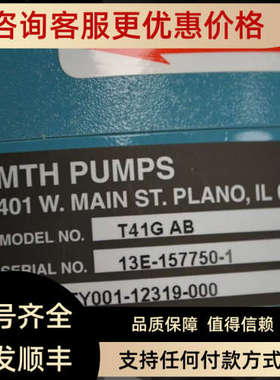 咨询客服更优惠价格
MTH PUMPS
401 W. MAIN ST. PLANO, IL
MODEL NO. T41G AB
SERIAL NO. 13E-157750-1
Y001-12319-000
号齐全
品质保障 值得信赖
发顺丰
支持任何付款方式